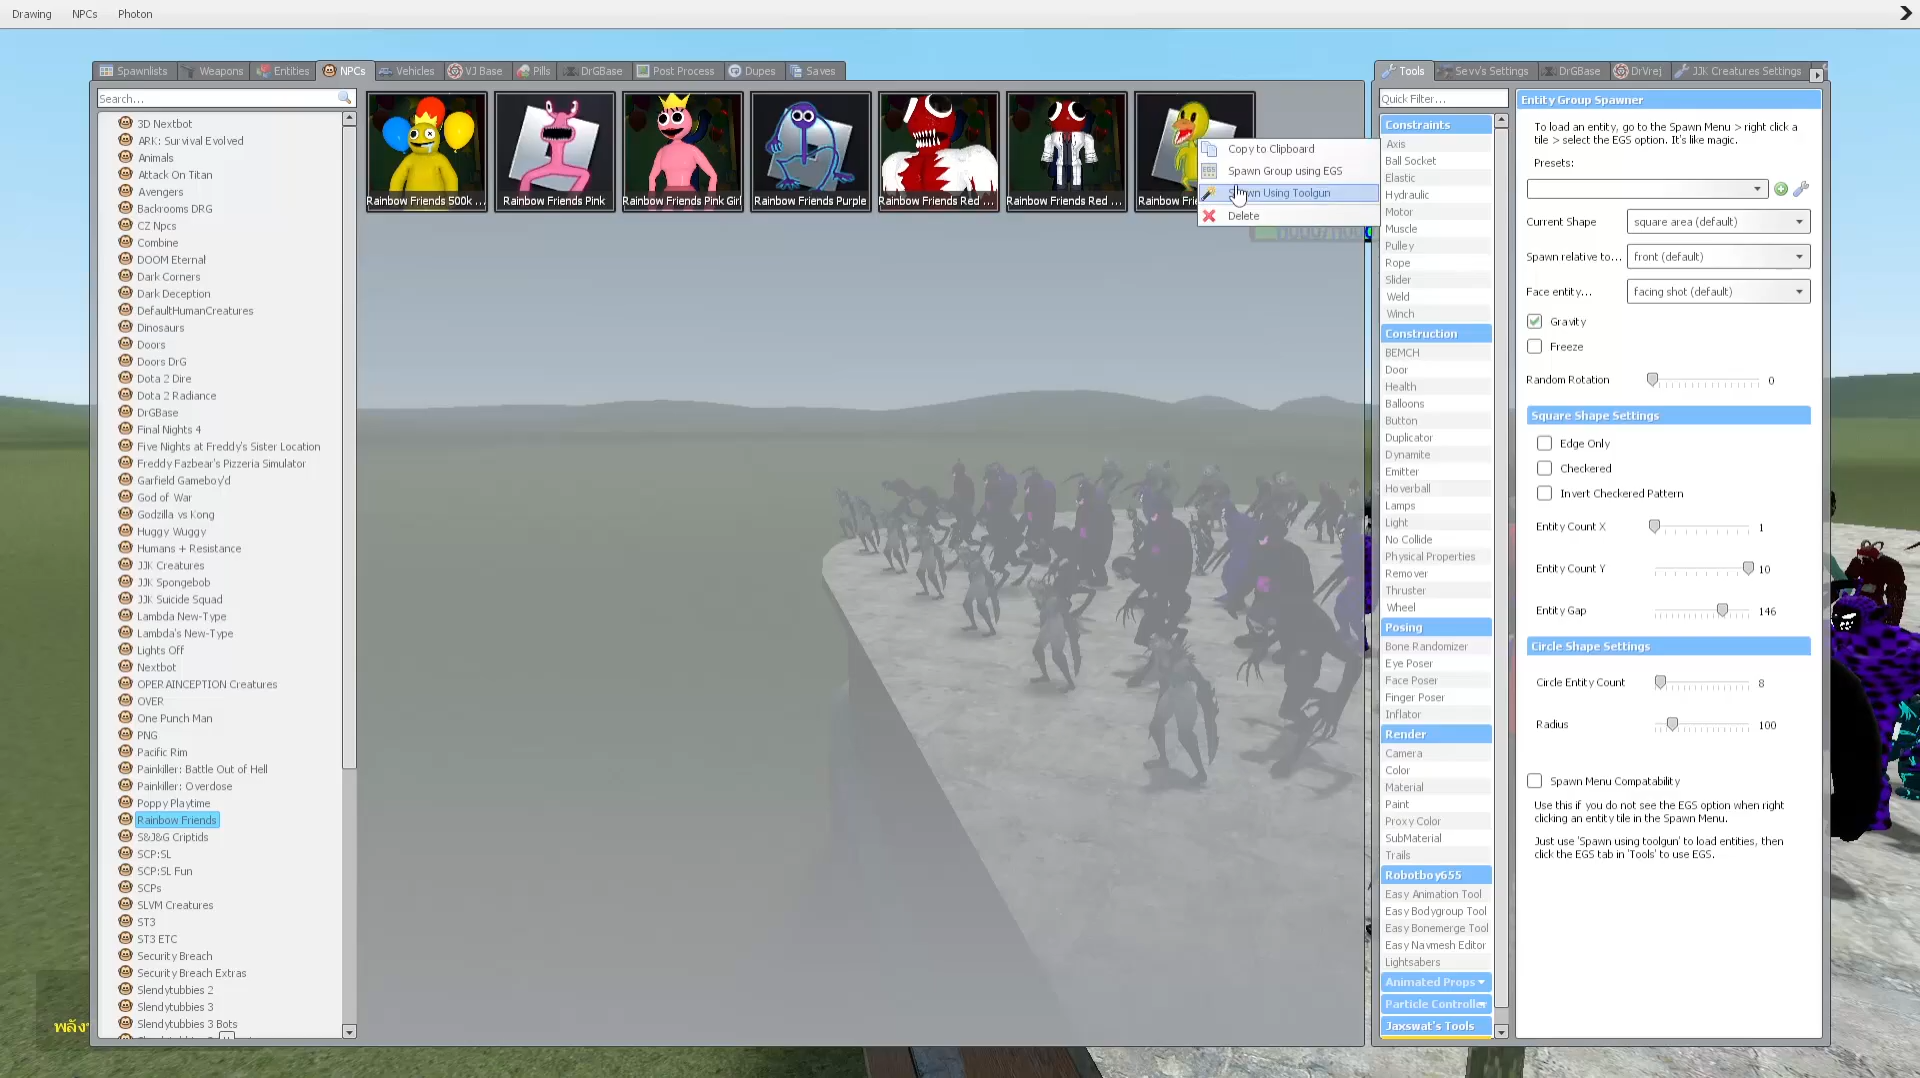 Drawing NPCs Photon
Spawnlists Weapons Entities NPCs Vehicles VJ Base Pills DrGBase Post Process Dupes Saves
Search...
3D Nextbot
ARK: Survival Evolved
Animals
Attack On Titan
Avengers
Backrooms DRG
CZ Npcs
Combine
DOOM Eternal
Dark Corners
Dark Deception
DefaultHumanCreatures
Dinosaurs
Doors
Doors DrG
Dota 2 Dire
Dota 2 Radiance
DrGBase
Final Nights 4
Five Nights at Freddy's Sister Location
Freddy Fazbear's Pizzeria Simulator
Garfield Gameboy'd
God of War
Godzilla vs Kong
Huggy Wuggy
Humans + Resistance
JJK Creatures
JJK Spongebob
JJK Suicide Squad
Lambda New-Type
Lambda's New-Type
Lights Off
Nextbot
OPERAINCEPTION Creatures
OVER
One Punch Man
PNG
Pacific Rim
Painkiller: Battle Out of Hell
Painkiller: Overdose
Poppy Playtime
Rainbow Friends
S&J&G Criptids
SCP:SL
SCP:SL Fun
SCPs
SLVM Creatures
ST3
ST3 ETC
Security Breach
Security Breach Extras
Slendytubbies 2
Slendytubbies 3
Slendytubbies 3 Bots
Rainbow Friends 500k ...
Rainbow Friends Pink
Rainbow Friends Pink Girl
Rainbow Friends Purple
Rainbow Friends Red ...
Rainbow Friends Red ...
Rainbow Frie
Copy to Clipboard
Spawn Group using EGS
Spawn Using Toolgun
Delete
Tools Sevv's Settings DrGBase DrVrej JJK Creatures Settings
Quick Filter...
Constraints
Axis
Ball Socket
Elastic
Hydraulic
Motor
Muscle
Pulley
Rope
Slider
Weld
Winch
Construction
BEMCH
Door
Health
Balloons
Button
Duplicator
Dynamite
Emitter
Hoverball
Lamps
Light
No Collide
Physical Properties
Remover
Thruster
Wheel
Posing
Bone Randomizer
Eye Poser
Face Poser
Finger Poser
Inflator
Render
Camera
Color
Material
Paint
Proxy Color
SubMaterial
Trails
Robotboy655
Easy Animation Tool
Easy Bodygroup Tool
Easy Bonemerge Tool
Easy Navmesh Editor
Lightsabers
Animated Props
Particle Controller
Jaxswat's Tools
Entity Group Spawner
To load an entity, go to the Spawn Menu > right click a
tile > select the EGS option. It's like magic.
Presets:
Current Shape square area (default)
Spawn relative to... front (default)
Face entity... facing shot (default)
Gravity
Freeze
Random Rotation 0
Square Shape Settings
Edge Only
Checkered
Invert Checkered Pattern
Entity Count X 1
Entity Count Y 10
Entity Gap 146
Circle Shape Settings
Circle Entity Count 8
Radius 100
Spawn Menu Compatability
Use this if you do not see the EGS option when right
clicking an entity tile in the Spawn Menu.
Just use 'Spawn using toolgun' to load entities, then
click the EGS tab in 'Tools' to use EGS.